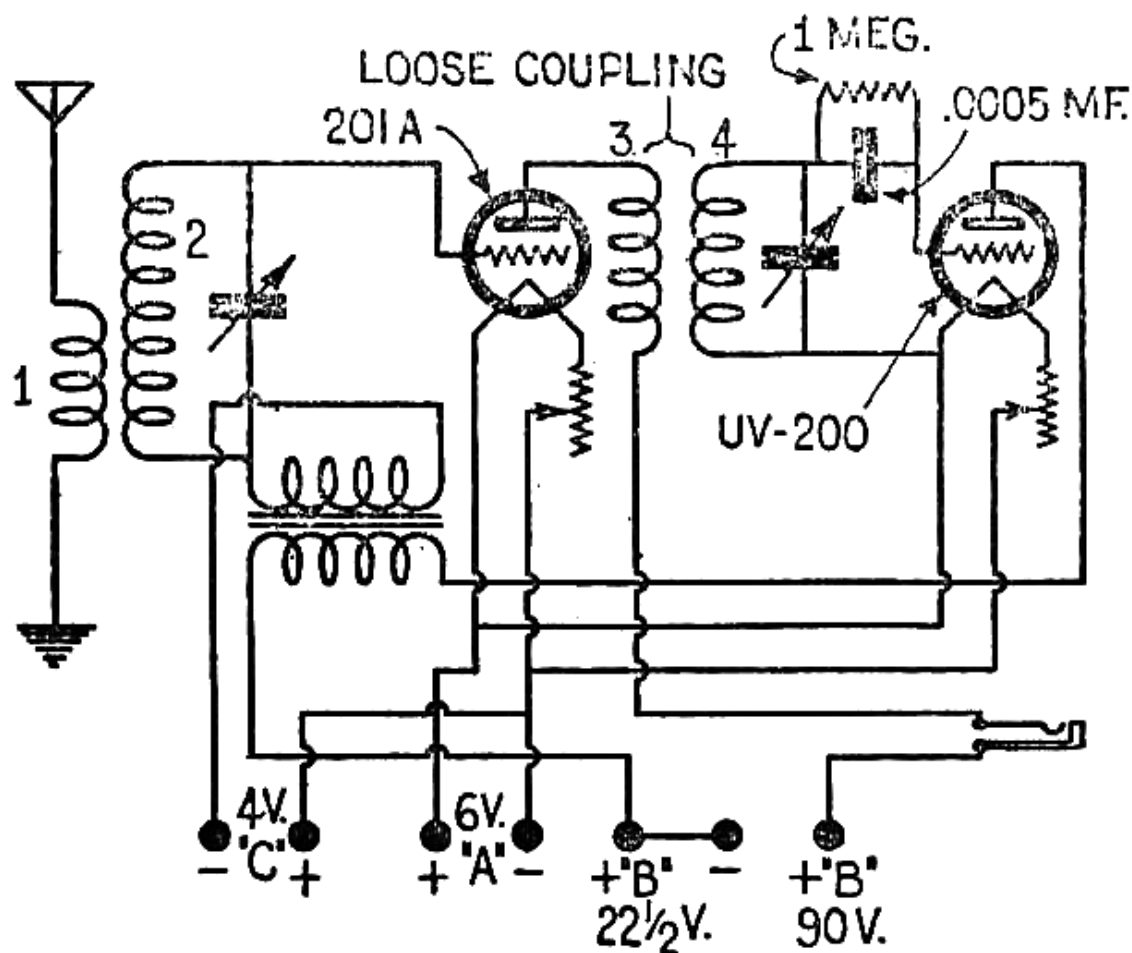 1 MEG.
LOOSE COUPLING
.0005 MF.
201A
3
4
2
1
UV-200
4V.
"C"
- +
6V.
"A"
+ -
+"B"
22½V.
-
+"B"
90V.